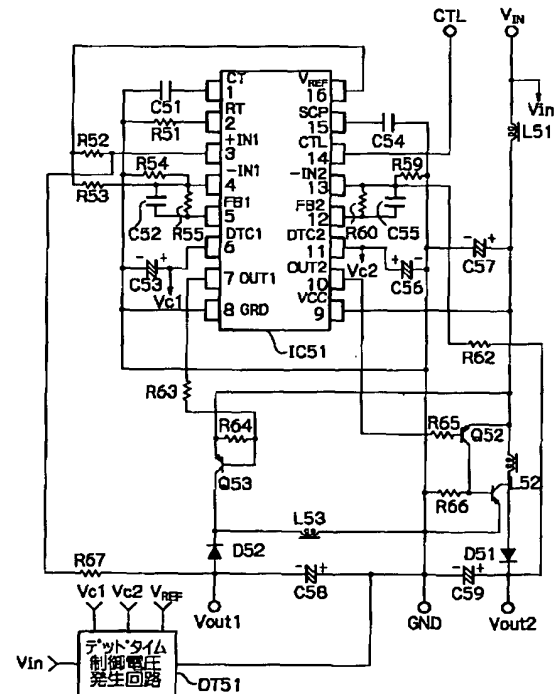 CTL
VIN
CT
1
C51
RT
2
R51
+IN1
3
R52
-IN1
4
R54
R53
FB1
5
C52
R55
DTC1
6
C53
Vc1
7 OUT1
8 GRD
VREF
16
SCP
15
C54
CTL
14
-IN2
13
R59
FB2
12
R60
C55
DTC2
11
Vc2
C56
OUT2
10
VCC
9
IC51
Vin
L51
C57
R62
R63
R64
Q53
R65
Q52
R66
L52
L53
D52
D51
R67
C58
C59
Vout1
GND
Vout2
Vc1
Vc2
VREF
Vin
デッドタイム
制御電圧
発生回路
DT51